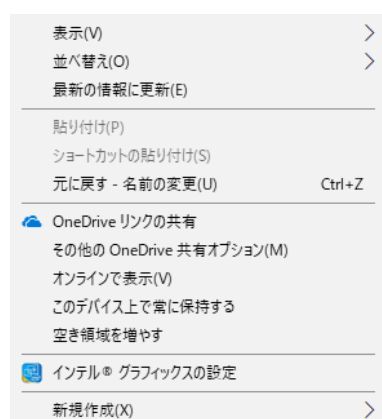 表示(V)
並べ替え(O)
最新の情報に更新(E)
貼り付け(P)
ショートカットの貼り付け(S)
元に戻す - 名前の変更(U) Ctrl+Z
OneDrive リンクの共有
その他の OneDrive 共有オプション(M)
オンラインで表示(V)
このデバイス上で常に保持する
空き領域を増やす
インテル® グラフィックスの設定
新規作成(X)